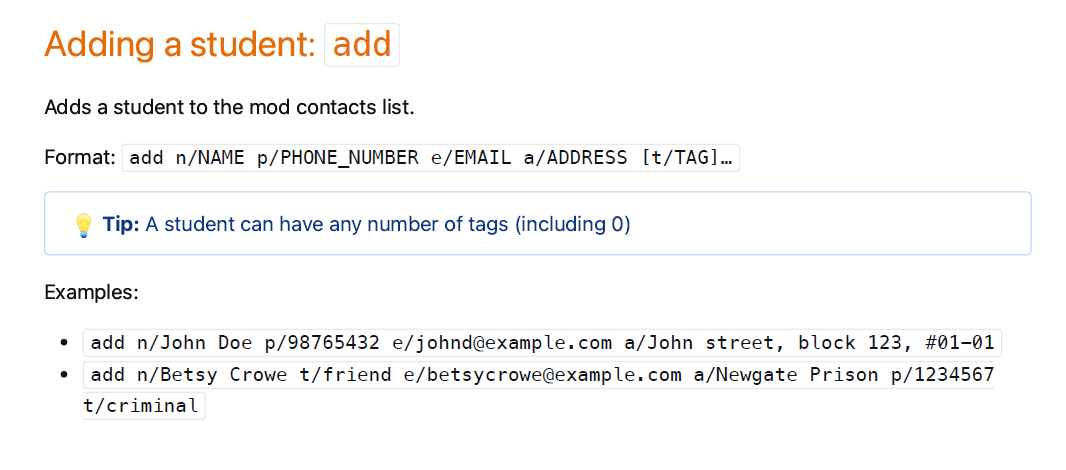 Adding a student: add
Adds a student to the mod contacts list.
Format: add n/NAME p/PHONE_NUMBER e/EMAIL a/ADDRESS [t/TAG]…
💡 Tip: A student can have any number of tags (including 0)
Examples:
• add n/John Doe p/98765432 e/johnd@example.com a/John street, block 123, #01-01
• add n/Betsy Crowe t/friend e/betsycrowe@example.com a/Newgate Prison p/1234567
t/criminal